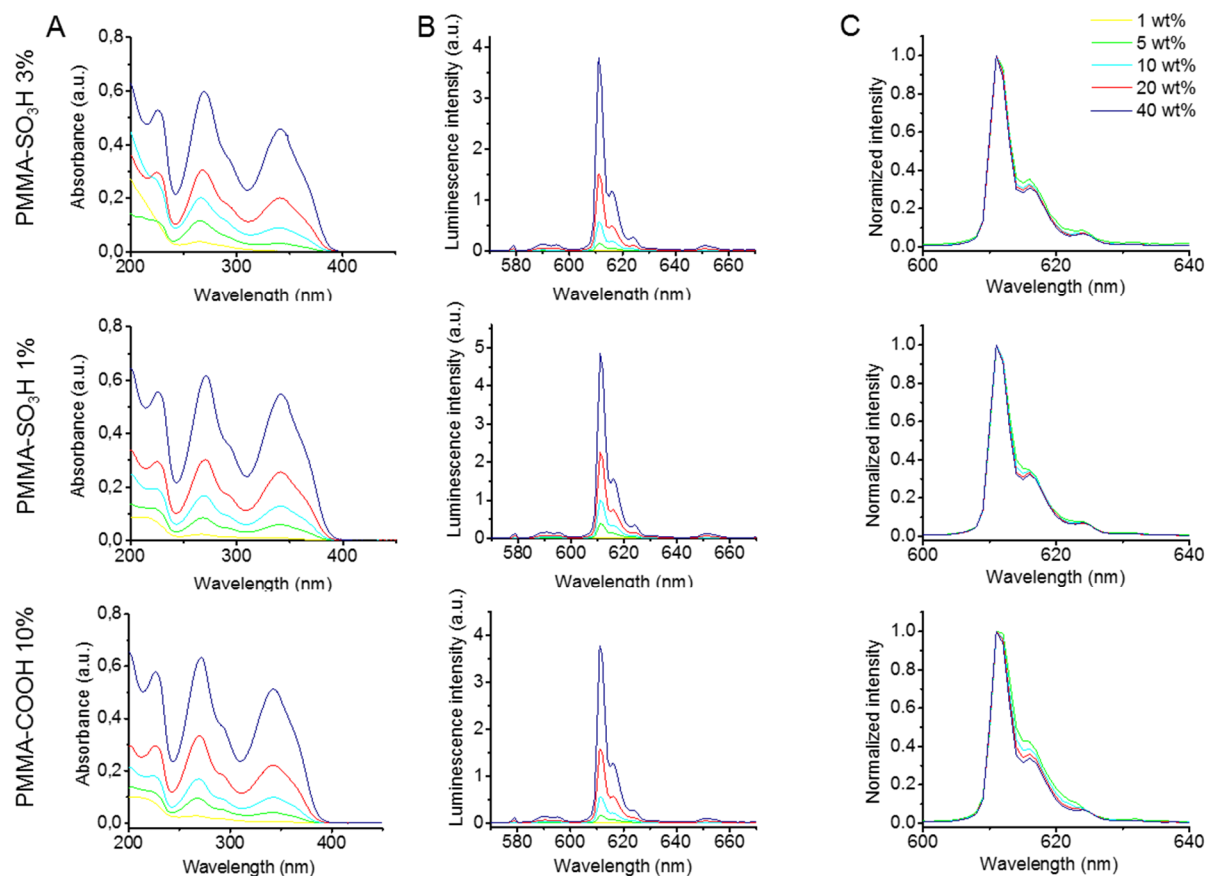 A
B
C
1 wt%
5 wt%
10 wt%
20 wt%
40 wt%
PMMA-SO₃H 3%
Absorbance (a.u.)
0,8
0,6
0,4
0,2
0,0
200 300 400
Wavelength (nm)
Luminescence intensity (a.u.)
4
3
2
1
0
580 600 620 640 660
Wavelength (nm)
Noramized intensity
1.0
0.8
0.6
0.4
0.2
0.0
600 620 640
Wavelength (nm)
PMMA-SO₃H 1%
Absorbance (a.u.)
0,8
0,6
0,4
0,2
0,0
200 300 400
Wavelength (nm)
Luminescence intensity (a.u.)
5
4
3
2
1
0
580 600 620 640 660
Wavelength (nm)
Normalized intensity
1.0
0.8
0.6
0.4
0.2
0.0
600 620 640
Wavelength (nm)
PMMA-COOH 10%
Absorbance (a.u.)
0,8
0,6
0,4
0,2
0,0
200 300 400
Wavelength (nm)
Luminescence intensity (a.u.)
4
3
2
1
0
580 600 620 640 660
Wavelength (nm)
Normalized intensity
1.0
0.8
0.6
0.4
0.2
0.0
600 620 640
Wavelength (nm)